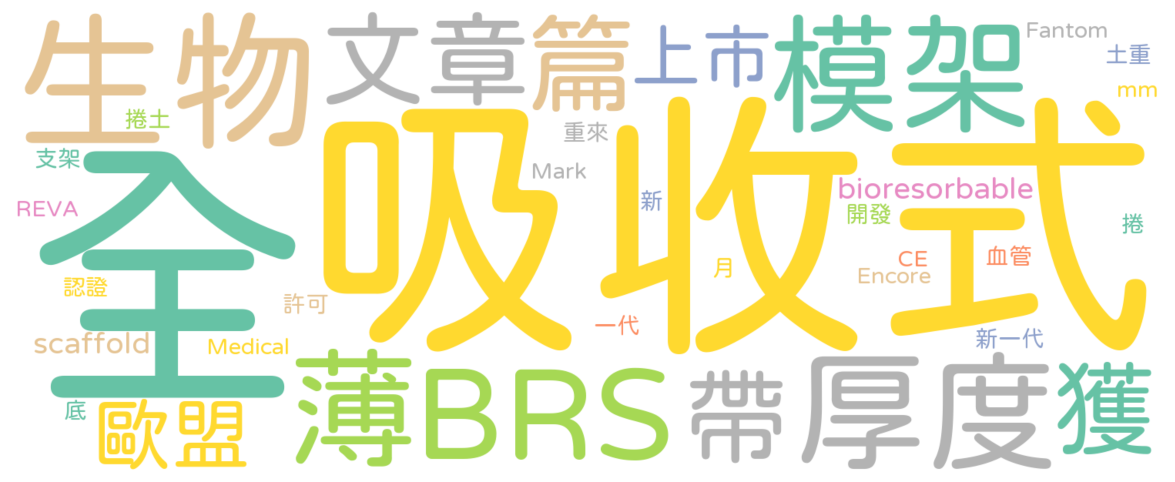 生物
文章
篇
上市
模架
Fantom
土重
mm
捲土
重來
支架
Mark
全
吸收式
新
bioresorbable
開發
REVA
捲
月
CE
血管
Encore
認證
許可
一代
scaffold
Medical
新一代
薄
BRS
帶
厚度
獲
底
歐盟